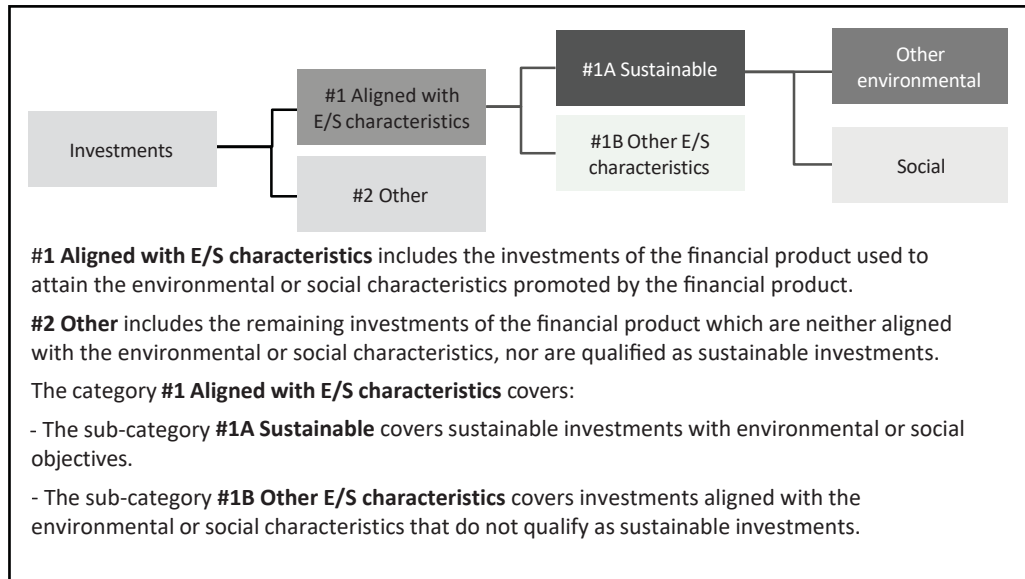 Investments
#1 Aligned with
E/S characteristics
#2 Other
#1A Sustainable
#1B Other E/S
characteristics
Other
environmental
Social
#1 Aligned with E/S characteristics includes the investments of the financial product used to
attain the environmental or social characteristics promoted by the financial product.
#2 Other includes the remaining investments of the financial product which are neither aligned
with the environmental or social characteristics, nor are qualified as sustainable investments.
The category #1 Aligned with E/S characteristics covers:
- The sub-category #1A Sustainable covers sustainable investments with environmental or social
objectives.
- The sub-category #1B Other E/S characteristics covers investments aligned with the
environmental or social characteristics that do not qualify as sustainable investments.